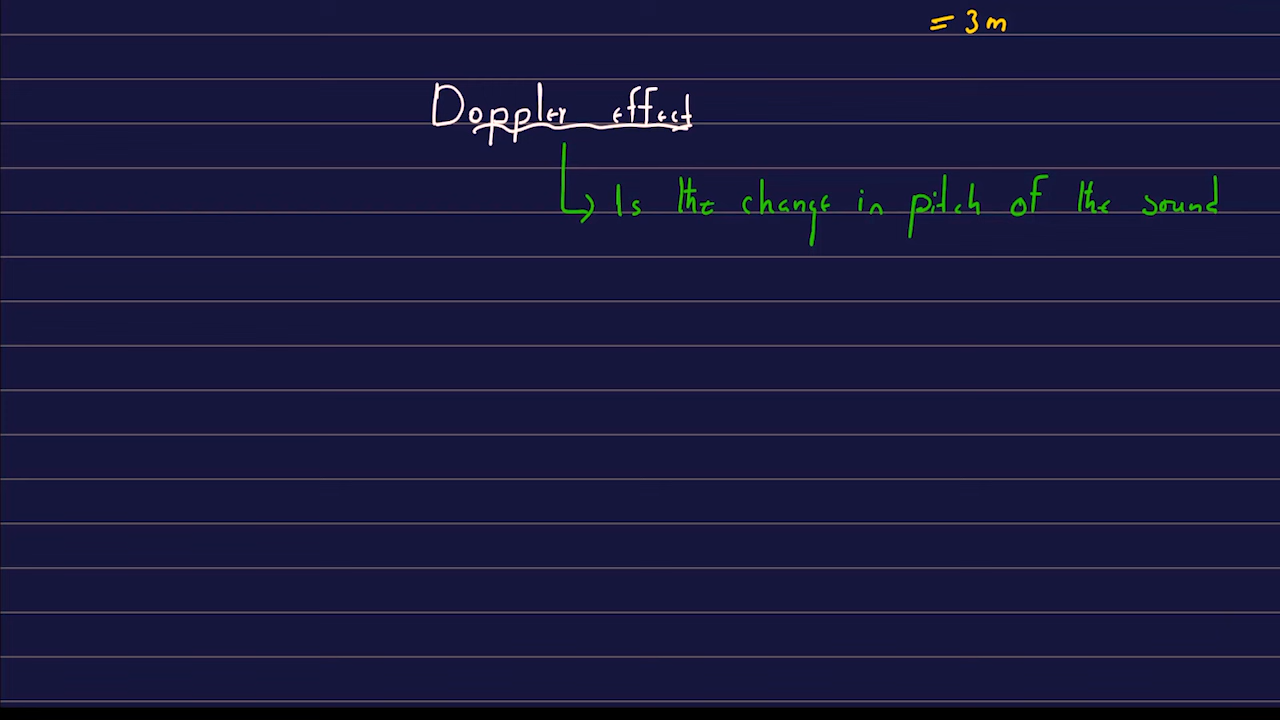 = 3 m
Doppler effect
↳ Is the change in pitch of the sound